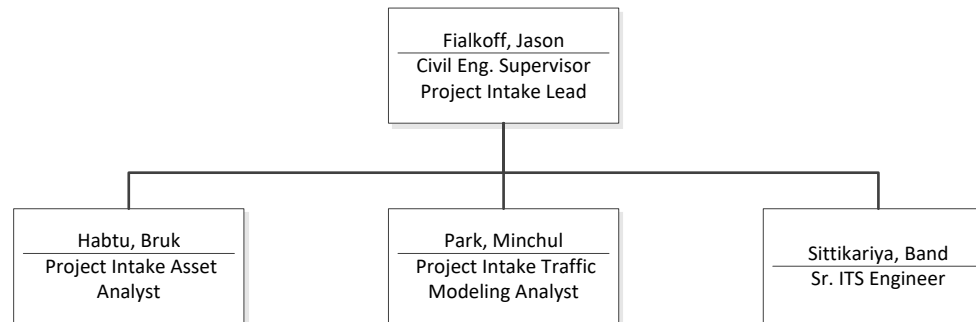 Fialkoff, Jason
Civil Eng. Supervisor
Project Intake Lead
Habtu, Bruk
Project Intake Asset
Analyst
Park, Minchul
Project Intake Traffic
Modeling Analyst
Sittikariya, Band
Sr. ITS Engineer